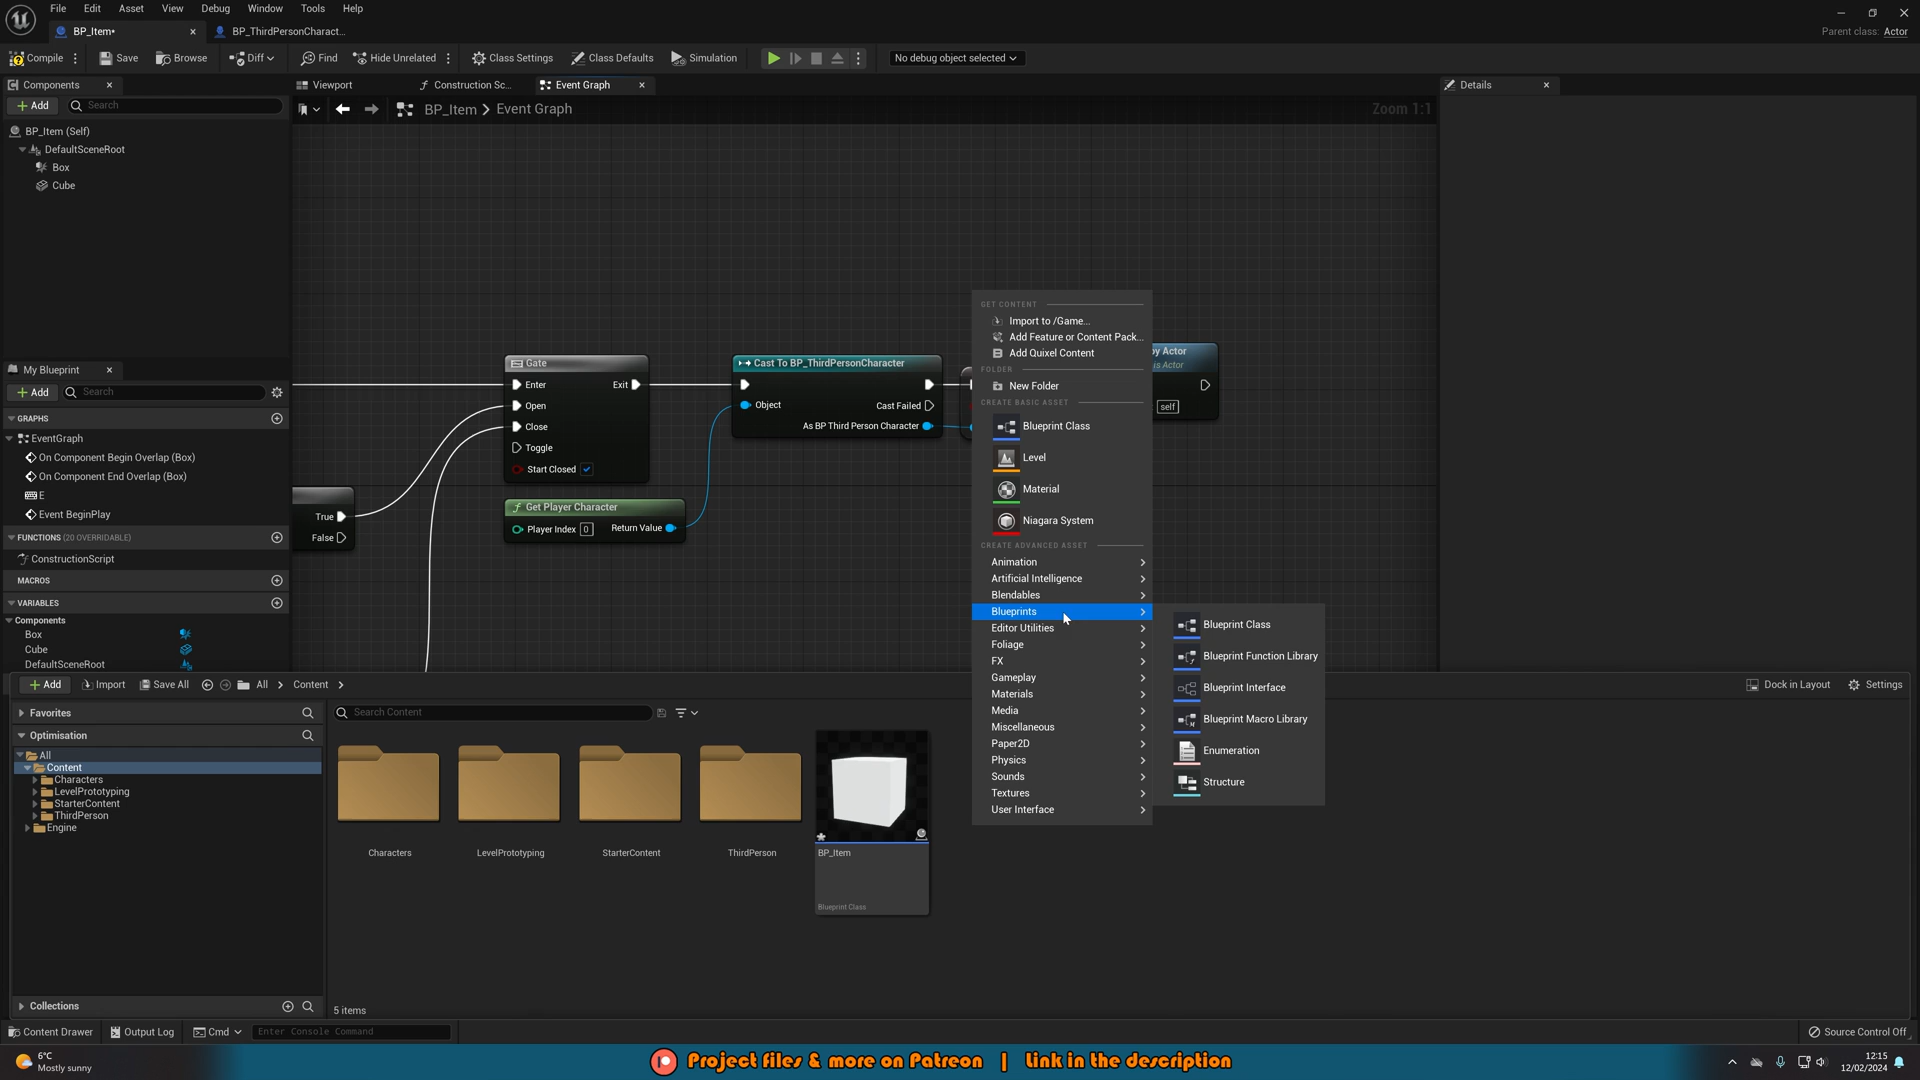 File Edit Asset View Debug Window Tools Help
BP_Item* BP_ThirdPersonCharact...
Parent class: Actor
Compile Save Browse Diff Find Hide Unrelated Class Settings Class Defaults Simulation No debug object selected
Components
Add Search
BP_Item (Self)
DefaultSceneRoot
Box
Cube
Viewport Construction Sc... Event Graph
BP_Item > Event Graph Zoom 1:1
Details
My Blueprint
Add Search
GRAPHS
EventGraph
On Component Begin Overlap (Box)
On Component End Overlap (Box)
E
Event BeginPlay
FUNCTIONS (20 OVERRIDABLE)
ConstructionScript
MACROS
VARIABLES
Components
Box
Cube
DefaultSceneRoot
True
False
Gate
Enter Exit
Open
Close
Toggle
Start Closed
Get Player Character
Player Index 0 Return Value
Cast To BP_ThirdPersonCharacter
Object Cast Failed
As BP Third Person Character
by Actor
is Actor
self
GET CONTENT
Import to /Game...
Add Feature or Content Pack...
Add Quixel Content
FOLDER
New Folder
CREATE BASIC ASSET
Blueprint Class
Level
Material
Niagara System
CREATE ADVANCED ASSET
Animation
Artificial Intelligence
Blendables
Blueprints
Editor Utilities
Foliage
FX
Gameplay
Materials
Media
Miscellaneous
Paper2D
Physics
Sounds
Textures
User Interface
Blueprint Class
Blueprint Function Library
Blueprint Interface
Blueprint Macro Library
Enumeration
Structure
Add Import Save All All Content Dock in Layout Settings
Favorites
Optimisation
All
Content
Characters
LevelPrototyping
StarterContent
ThirdPerson
Engine
Collections
Search Content
Characters LevelPrototyping StarterContent ThirdPerson BP_Item
Blueprint Class
5 items
Content Drawer Output Log Cmd Enter Console Command Source Control Off
6°C
Mostly sunny
Project files & more on Patreon | Link in the description
12:15
12/02/2024